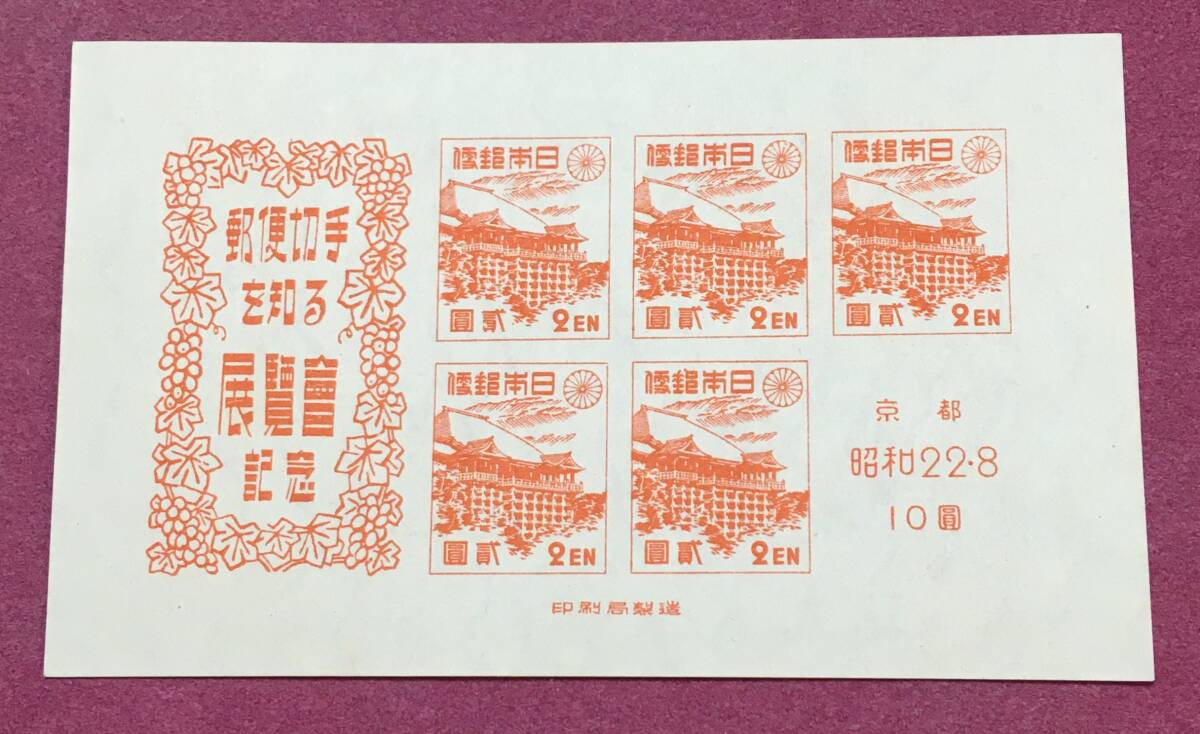 郵便切手
を知る
展覽會
記念
日本郵便
貳圓 2EN
日本郵便
貳圓 2EN
日本郵便
貳圓 2EN
日本郵便
貳圓 2EN
日本郵便
貳圓 2EN
京都
昭和22・8
10圓
印刷局製造